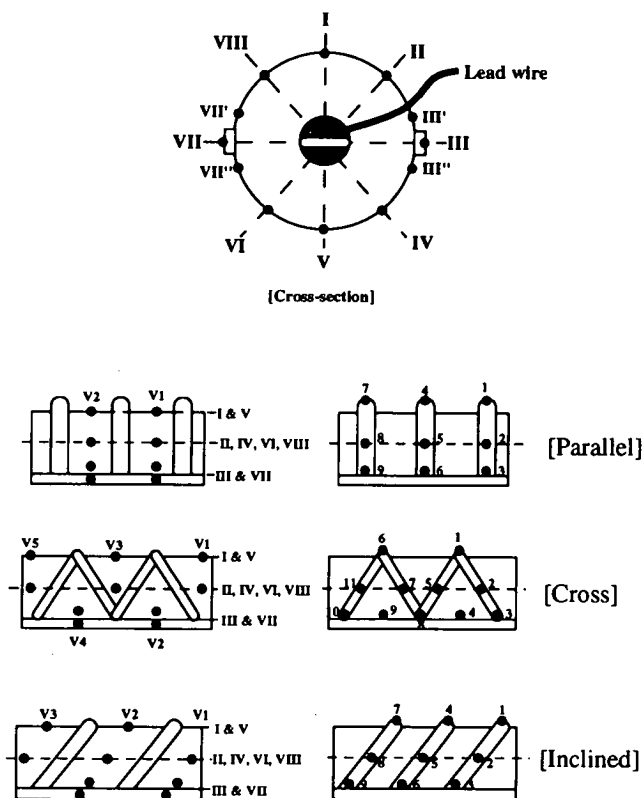 I
VIII II
Lead wire
VII' III'
VII III
VII" III"
VI IV
V
[Cross-section]
V2 V1
I & V
II, IV, VI, VIII
III & VII
7 4 1
8 5 2
9 6 3
[Parallel]
V5 V3 V1
I & V
II, IV, VI, VIII
III & VII
V4 V2
6 1
11 7 5 2
10 9 4 3
[Cross]
V3 V2 V1
I & V
II, IV, VI, VIII
III & VII
7 4 1
8 5 2
9 6
[Inclined]